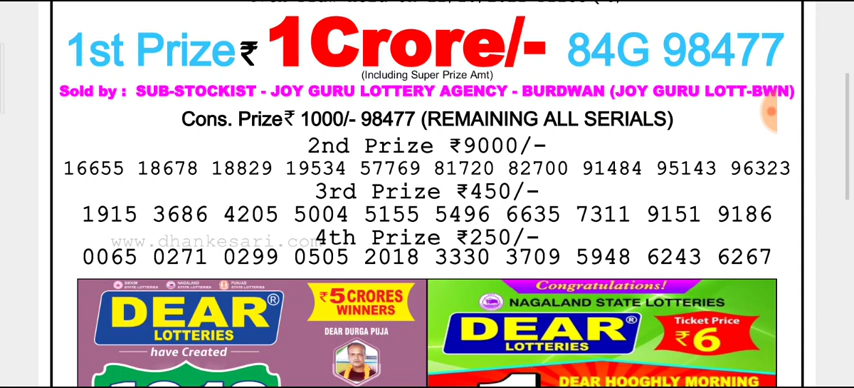 1st Prize ₹ 1Crore/- 84G 98477
(Including Super Prize Amt)
Sold by : SUB-STOCKIST - JOY GURU LOTTERY AGENCY - BURDWAN (JOY GURU LOTT-BWN)
Cons. Prize ₹ 1000/- 98477 (REMAINING ALL SERIALS)
2nd Prize ₹9000/-
16655 18678 18829 19534 57769 81720 82700 91484 95143 96323
3rd Prize ₹450/-
1915 3686 4205 5004 5155 5496 6635 7311 9151 9186
www.dhankesari.com
4th Prize ₹250/-
0065 0271 0299 0505 2018 3330 3709 5948 6243 6267
DEAR®
LOTTERIES
have Created
₹5 CRORES
WINNERS
DEAR DURGA PUJA
Congratulations!
NAGALAND STATE LOTTERIES
DEAR®
LOTTERIES
Ticket Price
₹6
DEAR HOOGHLY MORNING